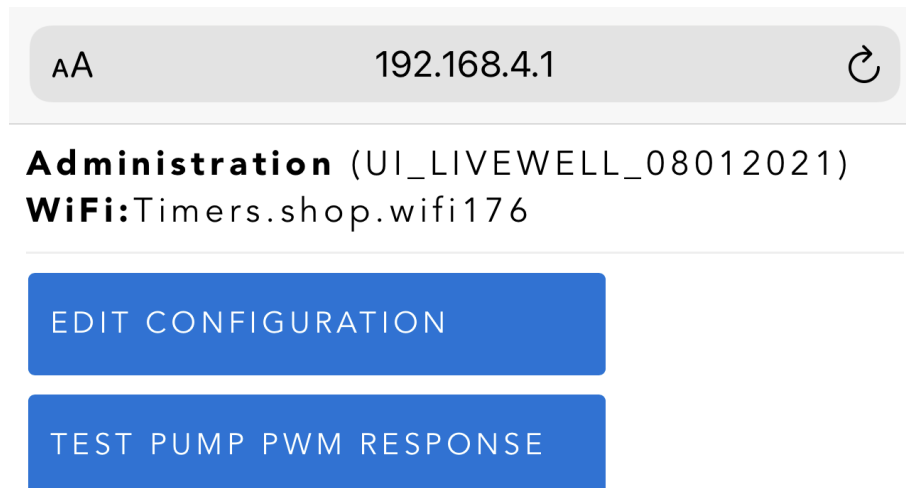 AA
192.168.4.1
Administration (UI_LIVEWELL_08012021)
WiFi:Timers.shop.wifi176
EDIT CONFIGURATION
TEST PUMP PWM RESPONSE